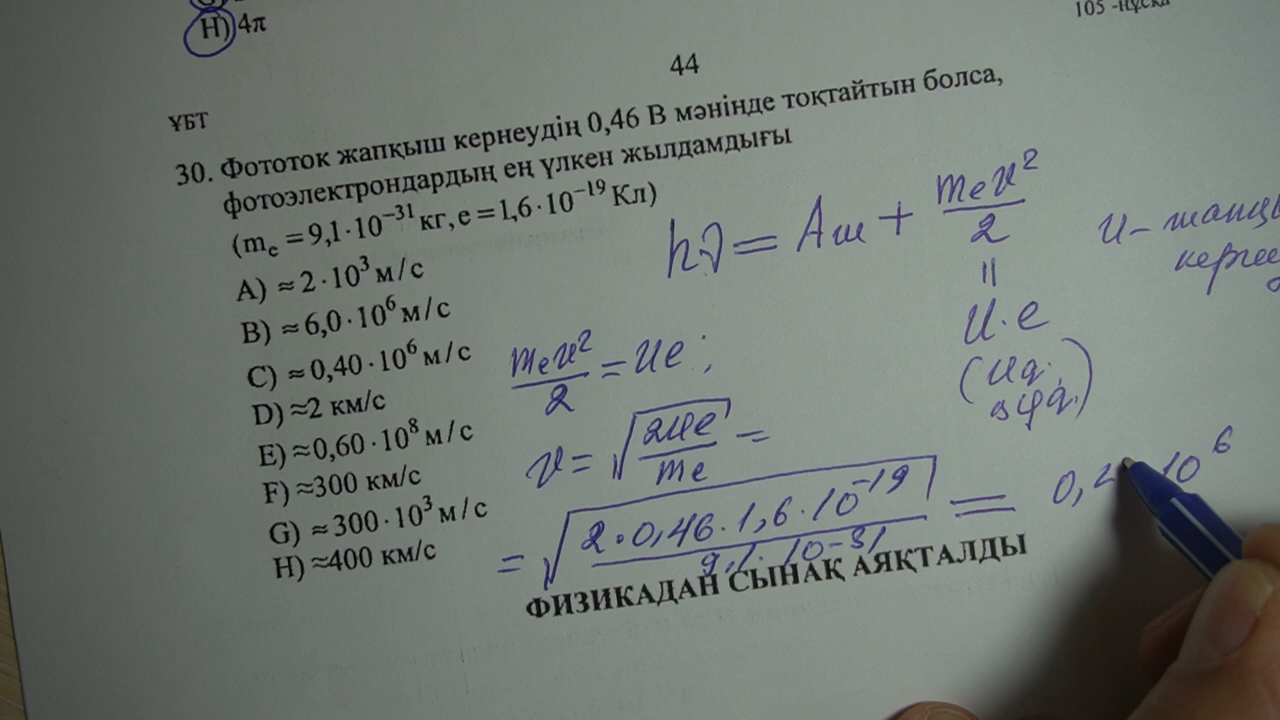 H) 4π
105 -нұсқа
44
ҰБТ
30. Фототок жапқыш кернеудің 0,46 В мәнінде тоқтайтын болса,
фотоэлектрондардың ең үлкен жылдамдығы
(mₑ = 9,1·10⁻³¹ кг, e = 1,6·10⁻¹⁹ Кл)
A) ≈ 2·10³ м/с
B) ≈ 6,0·10⁶ м/с
C) ≈ 0,40·10⁶ м/с
D) ≈2 км/с
E) ≈ 0,60·10⁸ м/с
F) ≈300 км/с
G) ≈ 300·10³ м/с
H) ≈400 км/с
hν = Aш + mₑv²/2
||
U·e
mₑv²/2 = Ue;
v = √(2Ue/mₑ) =
= √(2·0,46·1,6·10⁻¹⁹/9,1·10⁻³¹) = 0, 10⁶
ФИЗИКАДАН СЫНАҚ АЯҚТАЛДЫ